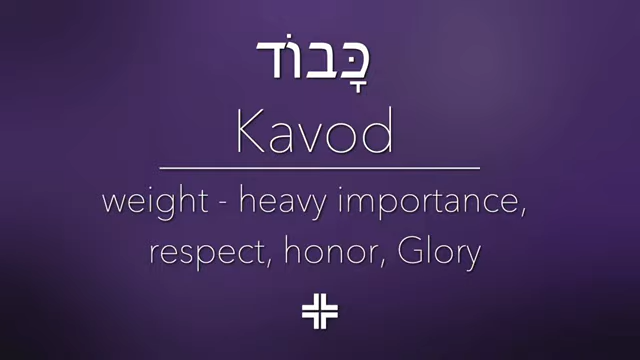 כָּבוֹד
Kavod
weight - heavy importance,
respect, honor, Glory